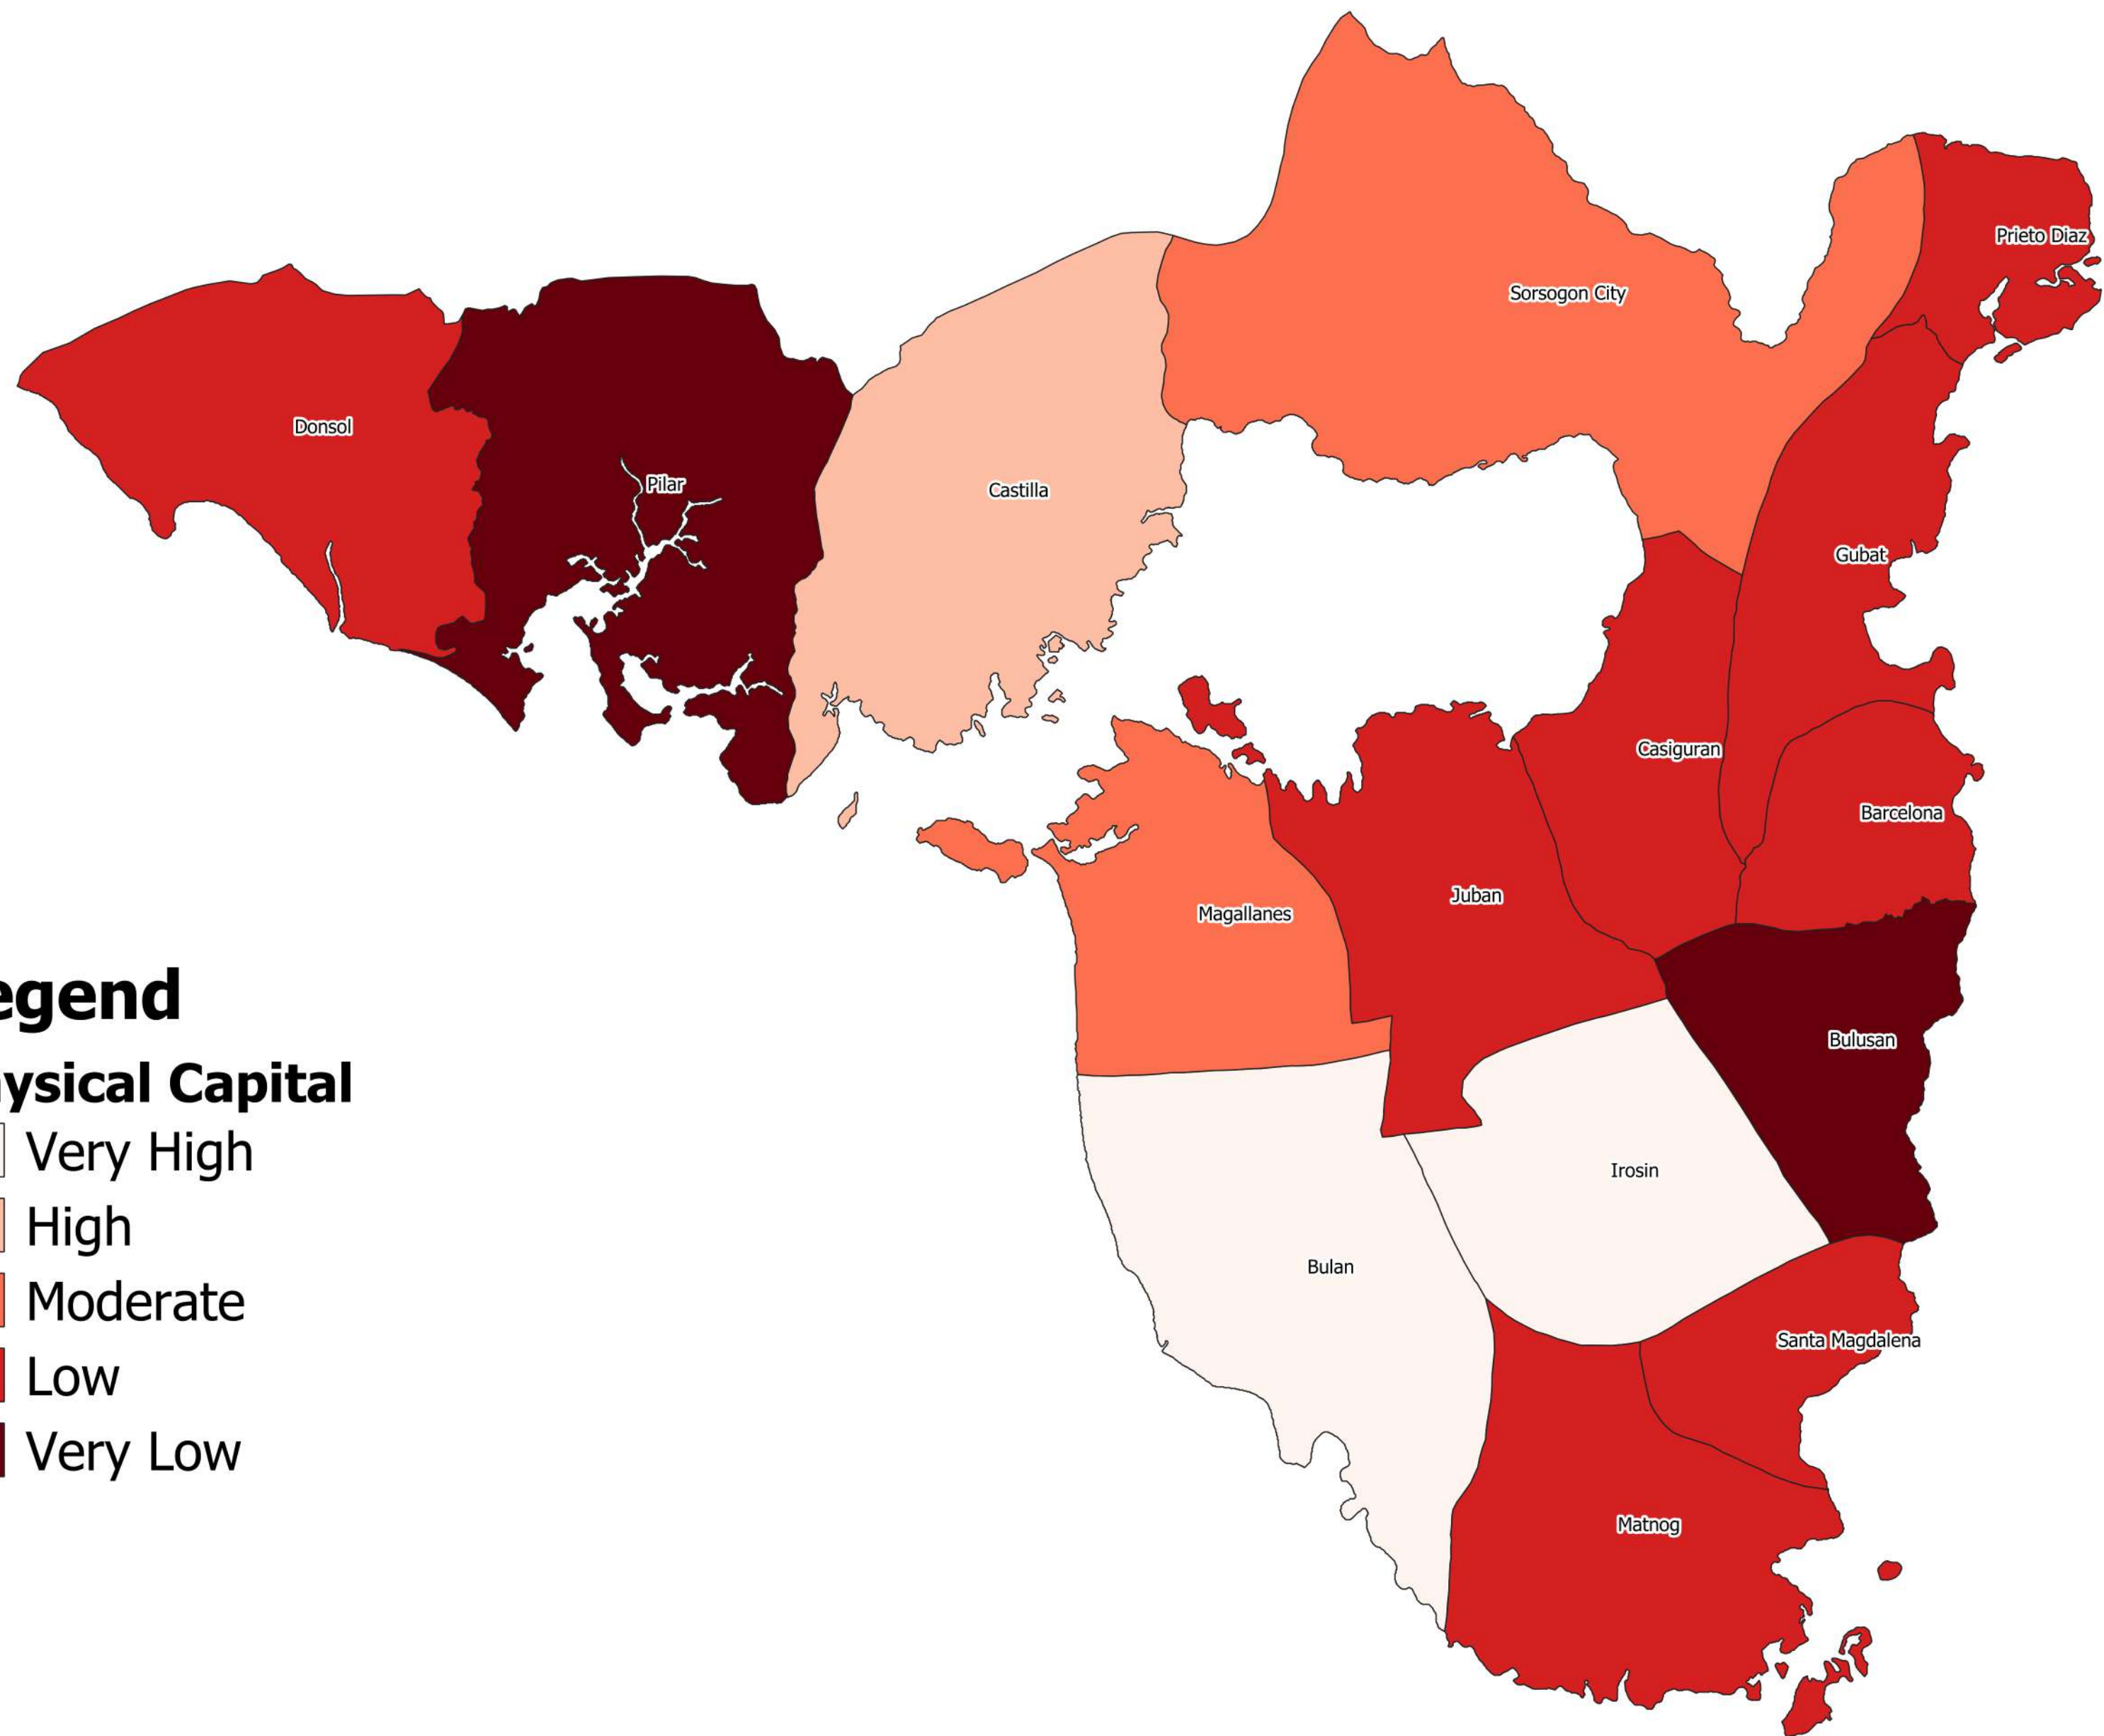 Prieto Diaz
Sorsogon City
Donsol
Pilar
Castilla
Gubat
Casiguran
Barcelona
Juban
Magallanes
egend
Bulusan
ysical Capital
Very High
Irosin
High
Bulan
Moderate
Santa Magdalena
Low
Very Low
Matnog